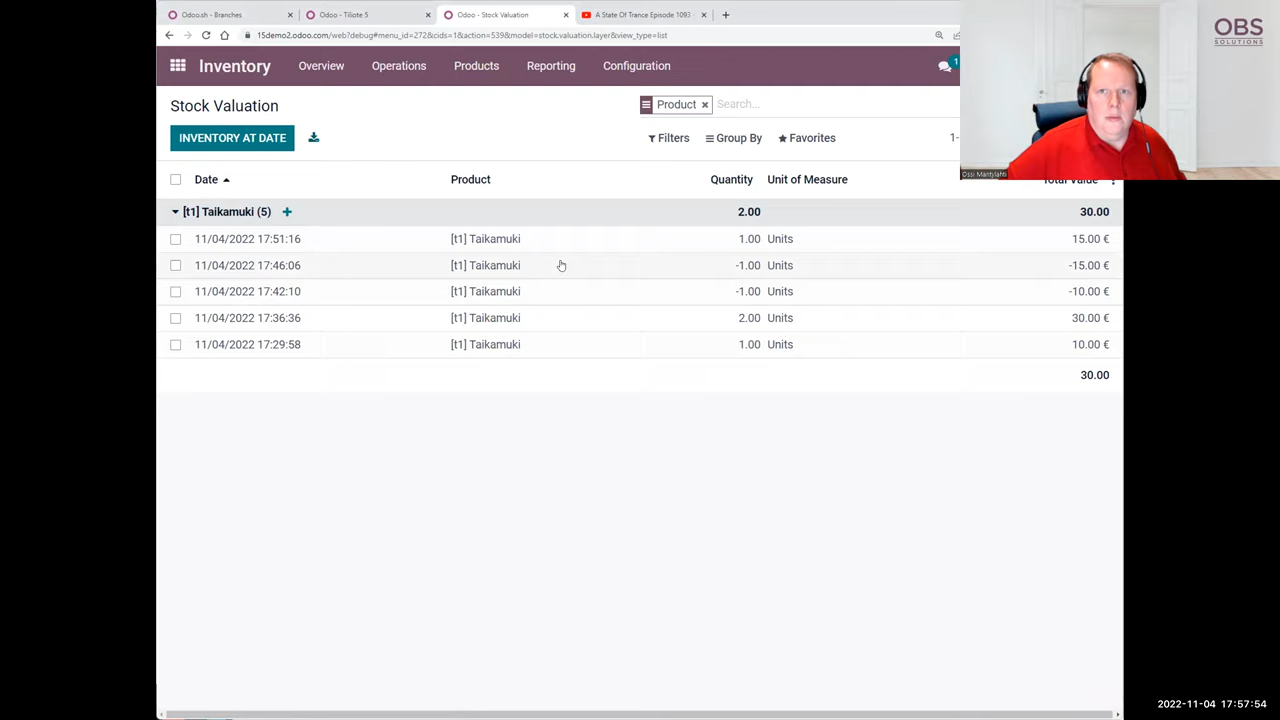 Odoo.sh - Branches
Odoo - Tiliote 5
Odoo - Stock Valuation
A State Of Trance Episode 1093
15demo2.odoo.com/web?debug#menu_id=272&cids=1&action=539&model=stock.valuation.layer&view_type=list
OBS
SOLUTIONS
Inventory Overview Operations Products Reporting Configuration 1
Stock Valuation
Product Search...
INVENTORY AT DATE
Filters Group By Favorites 1-
Ossi Mäntylahti
Date Product Quantity Unit of Measure Total Value
[t1] Taikamuki (5) 2.00 30.00
11/04/2022 17:51:16 [t1] Taikamuki 1.00 Units 15.00 €
11/04/2022 17:46:06 [t1] Taikamuki -1.00 Units -15.00 €
11/04/2022 17:42:10 [t1] Taikamuki -1.00 Units -10.00 €
11/04/2022 17:36:36 [t1] Taikamuki 2.00 Units 30.00 €
11/04/2022 17:29:58 [t1] Taikamuki 1.00 Units 10.00 €
30.00
2022-11-04 17:57:54